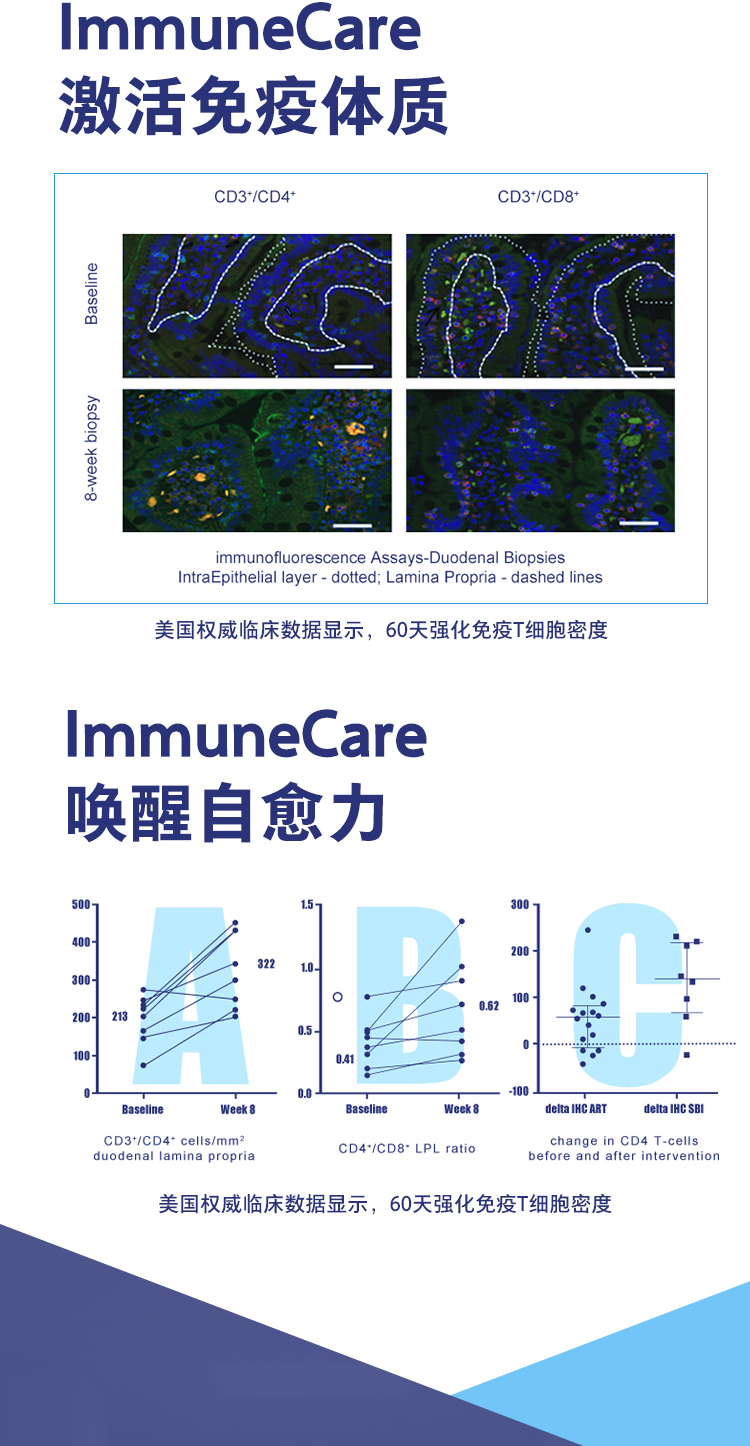 ImmuneCare
激活免疫体质
CD3⁺/CD4⁺
CD3⁺/CD8⁺
Baseline
8-week biopsy
immunofluorescence Assays-Duodenal Biopsies
IntraEpithelial layer - dotted; Lamina Propria - dashed lines
美国权威临床数据显示，60天强化免疫T细胞密度
ImmuneCare
唤醒自愈力
A
500
400
300
200
100
0
213
322
Baseline
Week 8
CD3⁺/CD4⁺ cells/mm²
duodenal lamina propria
B
1.5
1.0
0.5
0.0
0.41
0.62
Baseline
Week 8
CD4⁺/CD8⁺ LPL ratio
C
300
200
100
0
-100
delta IHC ART
delta IHC SBI
change in CD4 T-cells
before and after intervention
美国权威临床数据显示，60天强化免疫T细胞密度